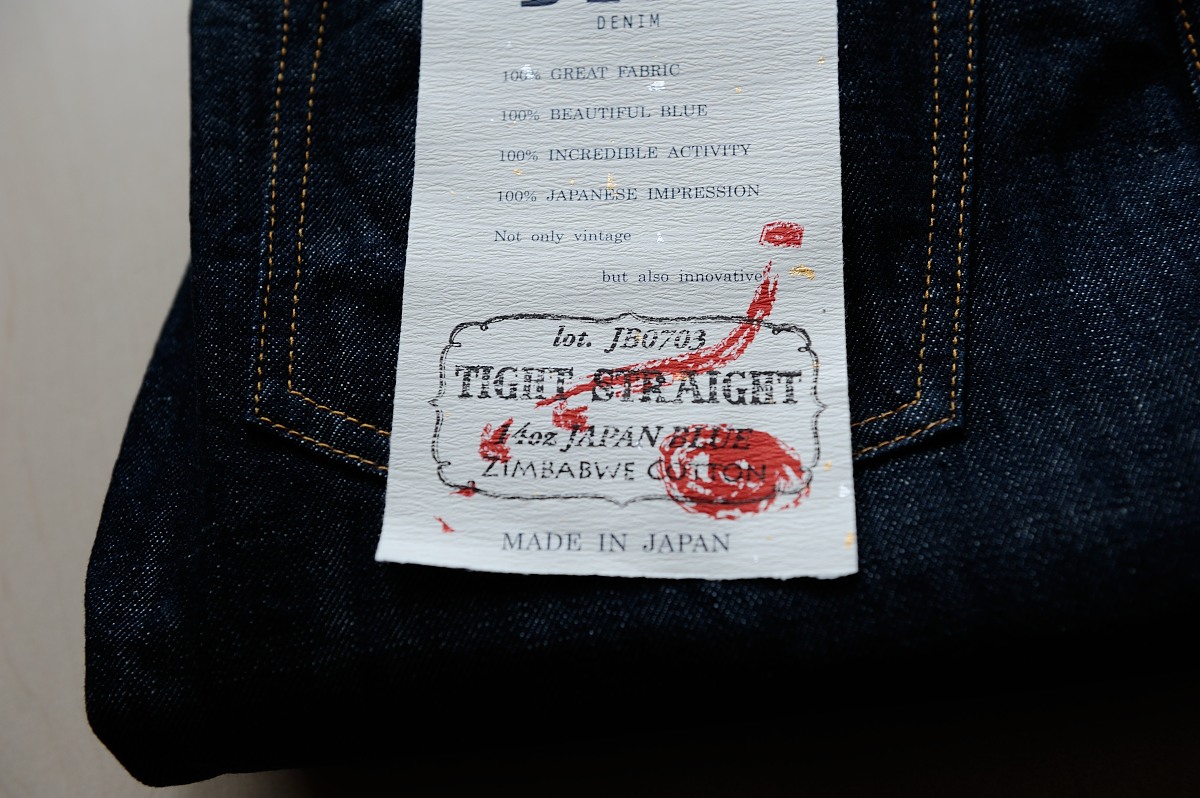 DENIM
100% GREAT FABRIC
100% BEAUTIFUL BLUE
100% INCREDIBLE ACTIVITY
100% JAPANESE IMPRESSION
Not only vintage
but also innovative
lot. JB0703
TIGHT STRAIGHT
14oz JAPAN BLUE
ZIMBABWE COTTON
MADE IN JAPAN